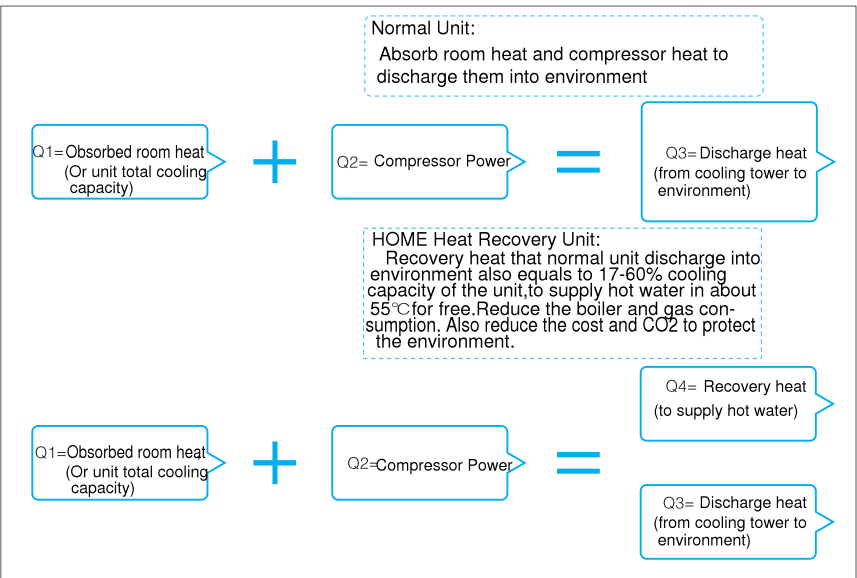 Normal Unit:
Absorb room heat and compressor heat to
discharge them into environment
Q1=Obsorbed room heat
(Or unit total cooling
capacity)
+
Q2= Compressor Power
=
Q3= Discharge heat
(from cooling tower to
environment)
HOME Heat Recovery Unit:
Recovery heat that normal unit discharge into
environment also equals to 17-60% cooling
capacity of the unit,to supply hot water in about
55℃for free.Reduce the boiler and gas con-
sumption. Also reduce the cost and CO2 to protect
the environment.
Q1=Obsorbed room heat
(Or unit total cooling
capacity)
+
Q2=Compressor Power
=
Q4= Recovery heat
(to supply hot water)
Q3= Discharge heat
(from cooling tower to
environment)